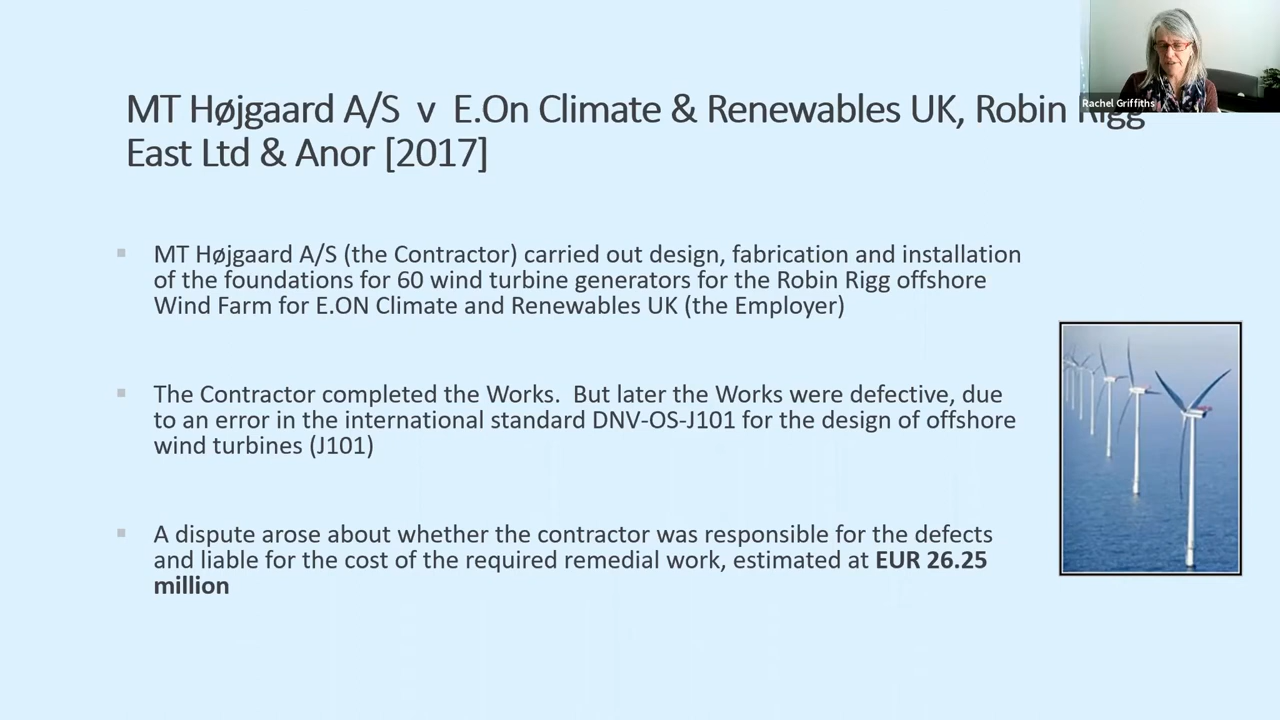 Rachel Griffiths
MT Højgaard A/S v E.On Climate & Renewables UK, Robin Rigg
East Ltd & Anor [2017]
MT Højgaard A/S (the Contractor) carried out design, fabrication and installation
of the foundations for 60 wind turbine generators for the Robin Rigg offshore
Wind Farm for E.ON Climate and Renewables UK (the Employer)
The Contractor completed the Works. But later the Works were defective, due
to an error in the international standard DNV-OS-J101 for the design of offshore
wind turbines (J101)
A dispute arose about whether the contractor was responsible for the defects
and liable for the cost of the required remedial work, estimated at EUR 26.25
million